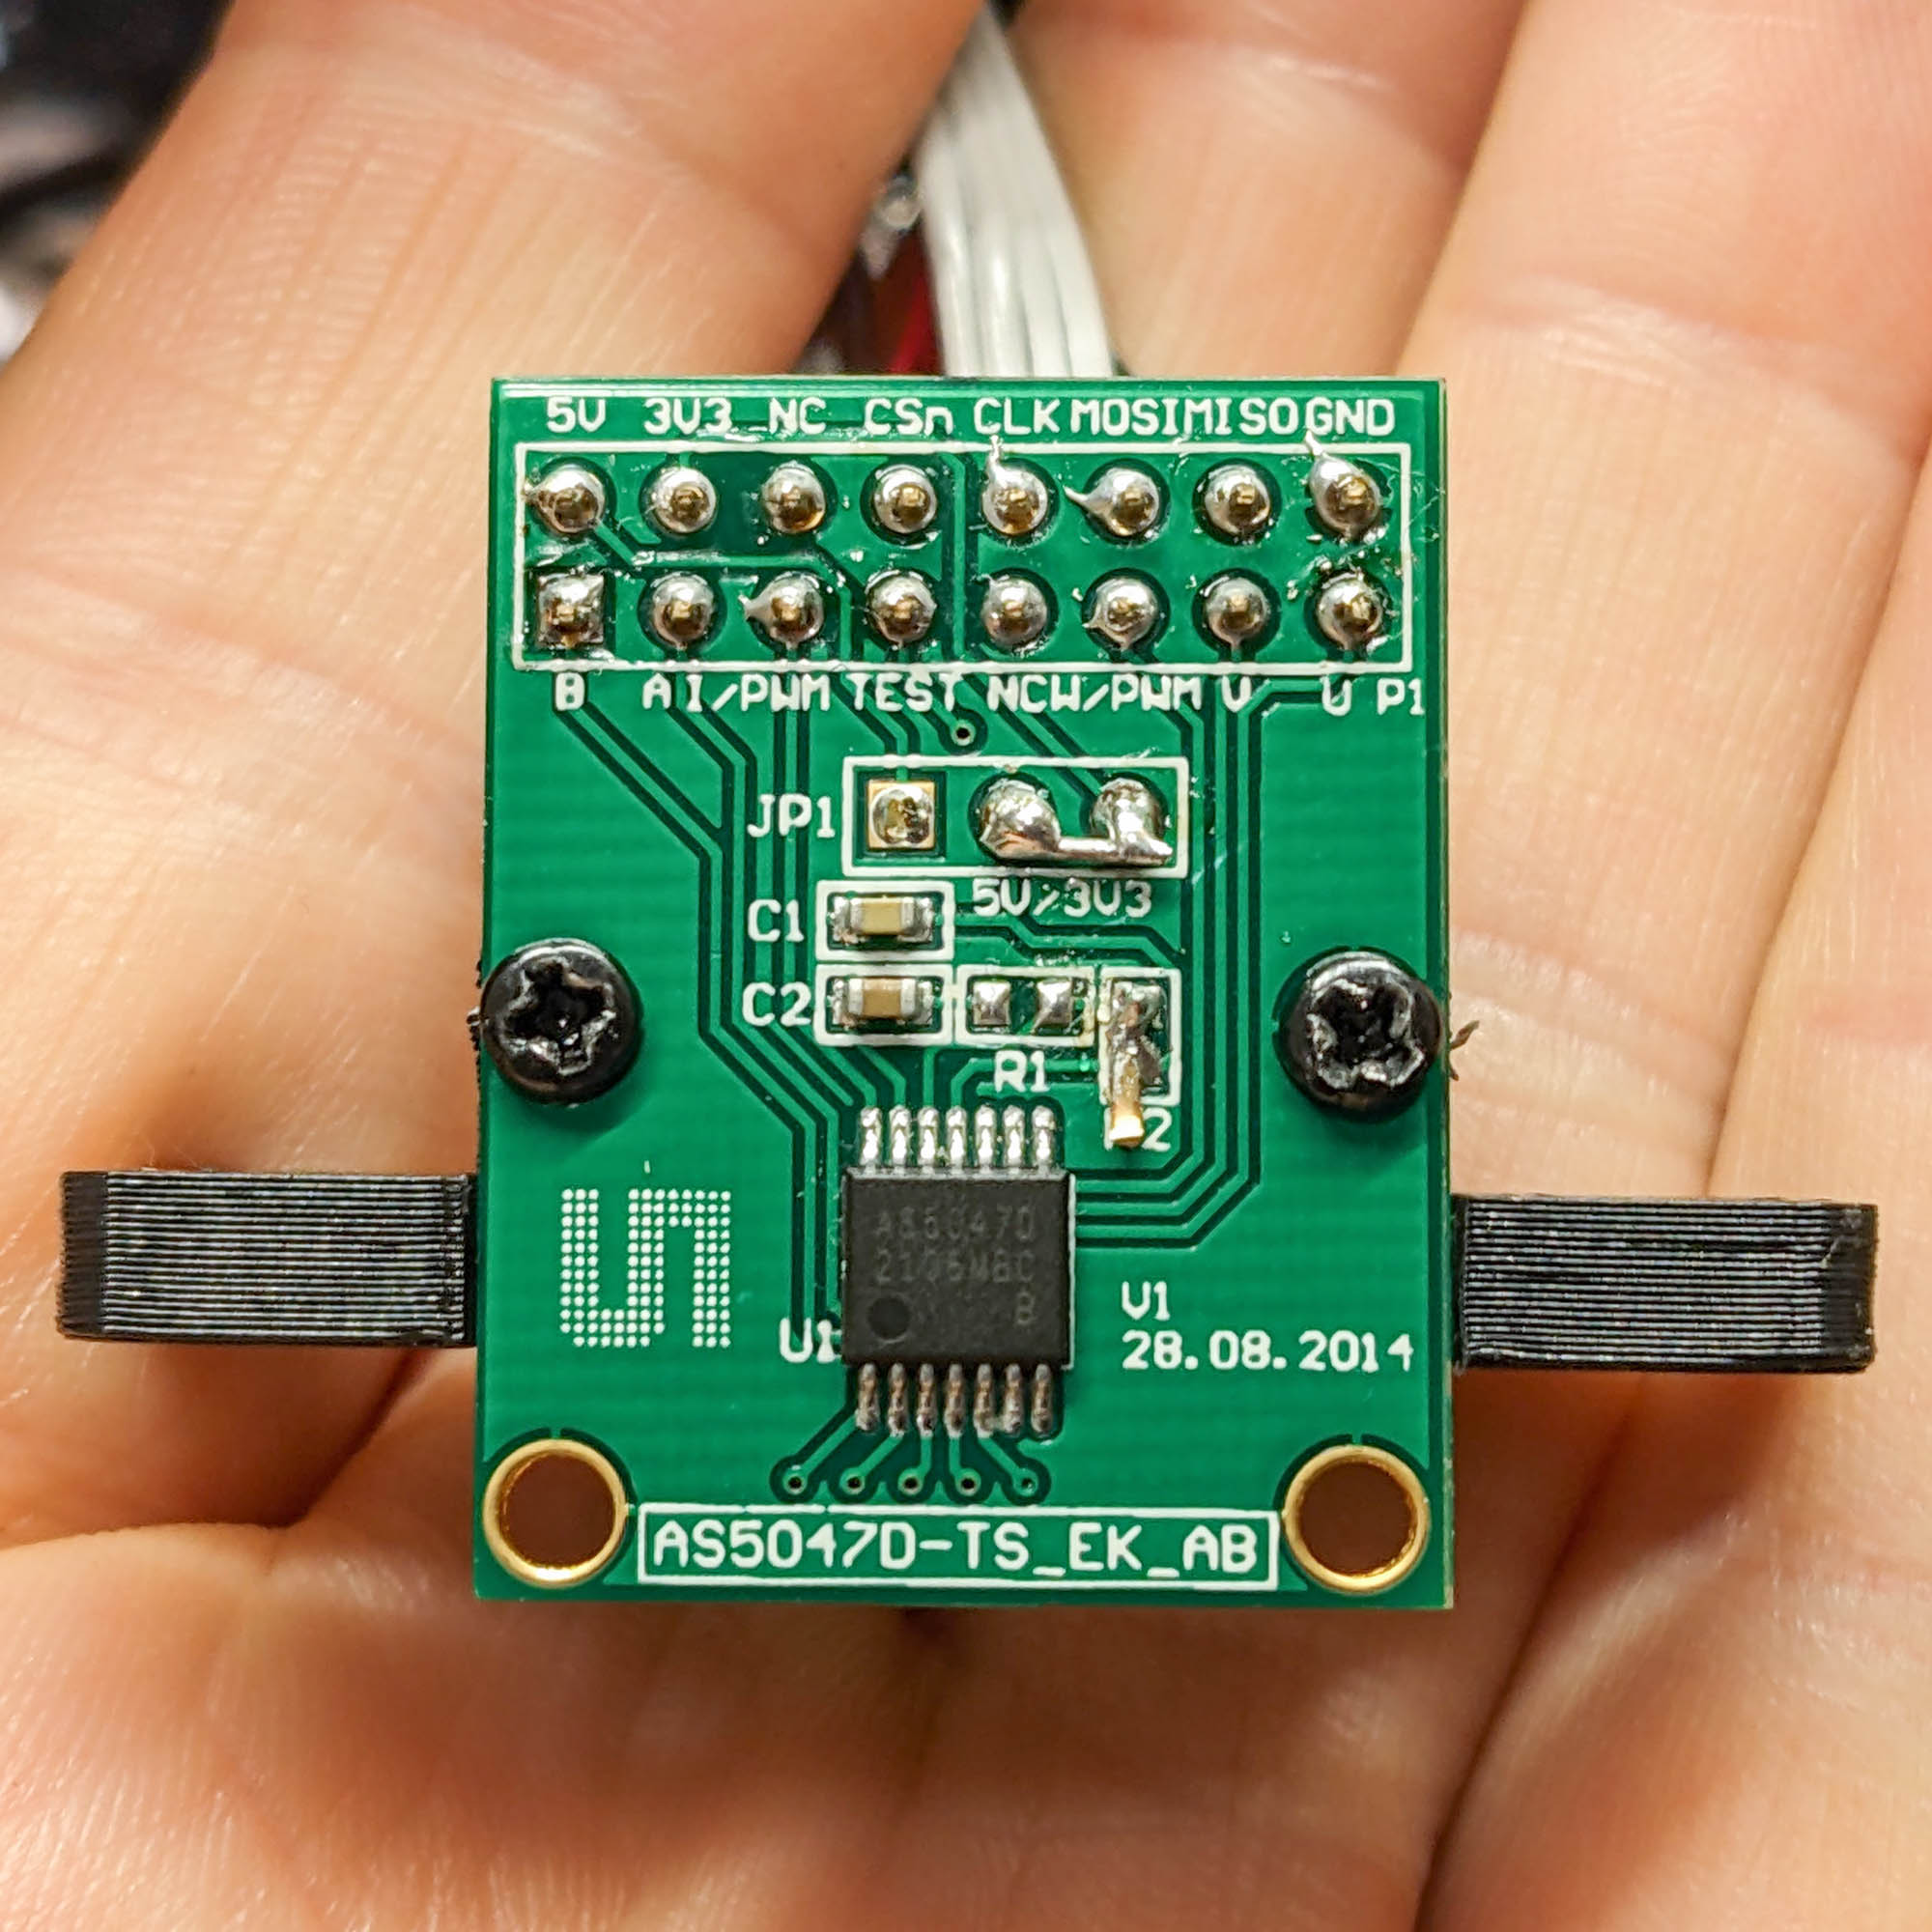 5V 3V3 NC CSn CLK MOSI MISO GND
B A I/PWM TEST NC W/PWM V U P1
JP1
5V>3V3
C1
C2
R1
AS5047D
B
U1
V1
28.08.2014
AS5047D-TS_EK_AB